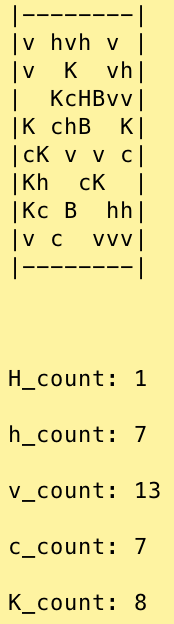 |--------|
|v hvh v |
|v  K  vh|
|  KcHBvv|
|K chB  K|
|cK v v c|
|Kh  cK  |
|Kc B  hh|
|v c  vvv|
|--------|
H_count: 1
h_count: 7
v_count: 13
c_count: 7
K_count: 8